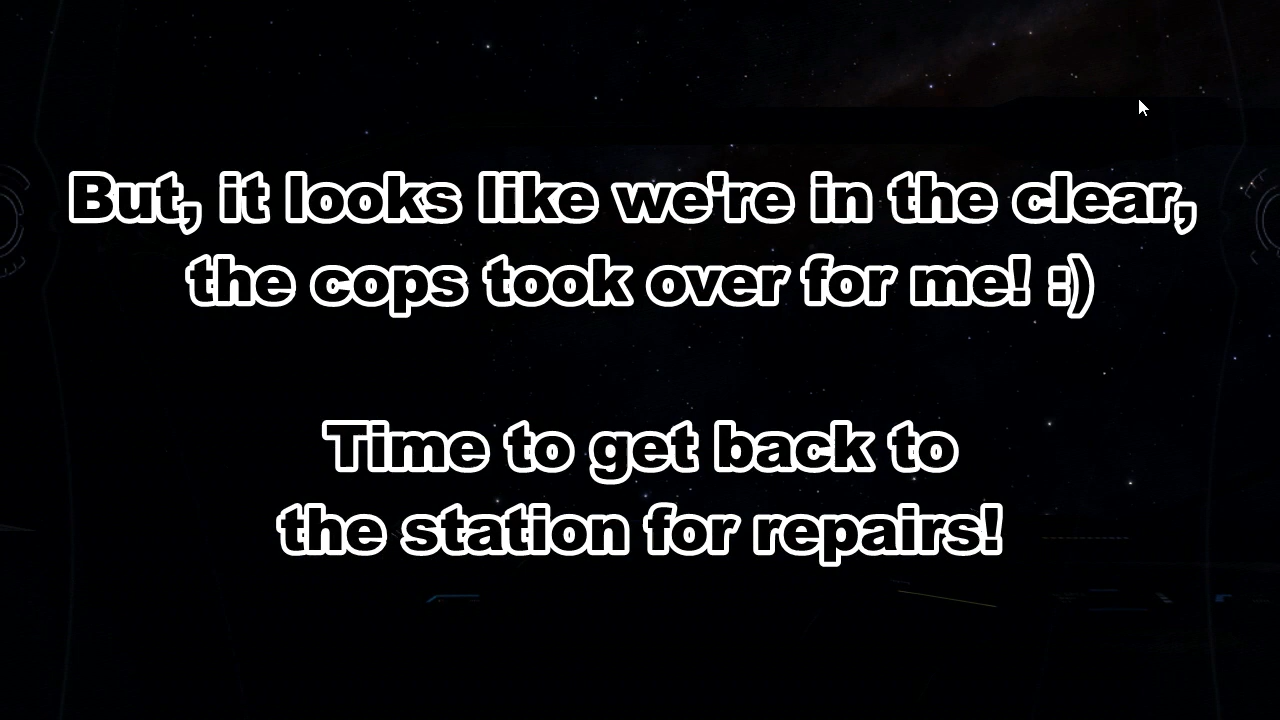 But, it looks like we're in the clear,
the cops took over for me! :)
Time to get back to
the station for repairs!